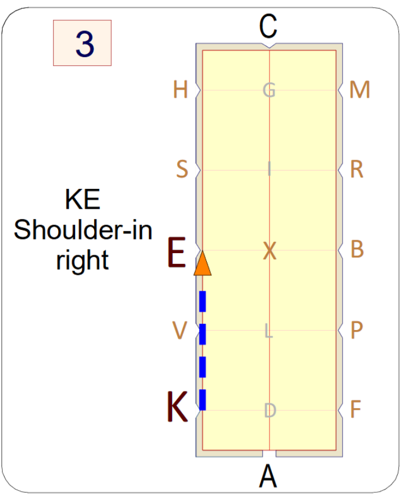 3
C
H G M
S I R
KE
Shoulder-in
right
E X B
V L P
K D F
A